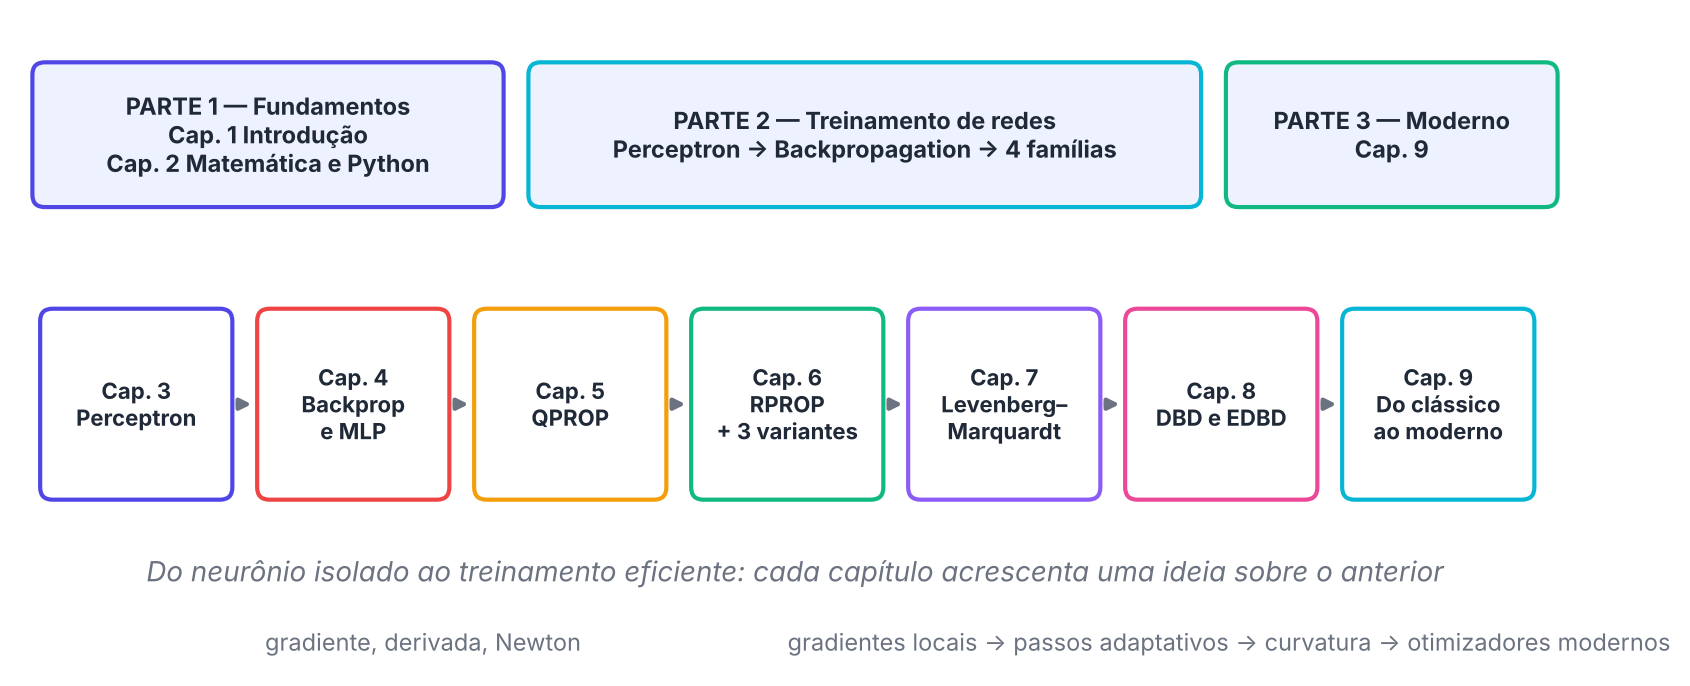 PARTE 1 — Fundamentos
Cap. 1 Introdução
Cap. 2 Matemática e Python
PARTE 2 — Treinamento de redes
Perceptron → Backpropagation → 4 famílias
PARTE 3 — Moderno
Cap. 9
Cap. 3
Perceptron
Cap. 4
Backprop
e MLP
Cap. 5
QPROP
Cap. 6
RPROP
+ 3 variantes
Cap. 7
Levenberg–
Marquardt
Cap. 8
DBD e EDBD
Cap. 9
Do clássico
ao moderno
Do neurônio isolado ao treinamento eficiente: cada capítulo acrescenta uma ideia sobre o anterior
gradiente, derivada, Newton
gradientes locais → passos adaptativos → curvatura → otimizadores modernos